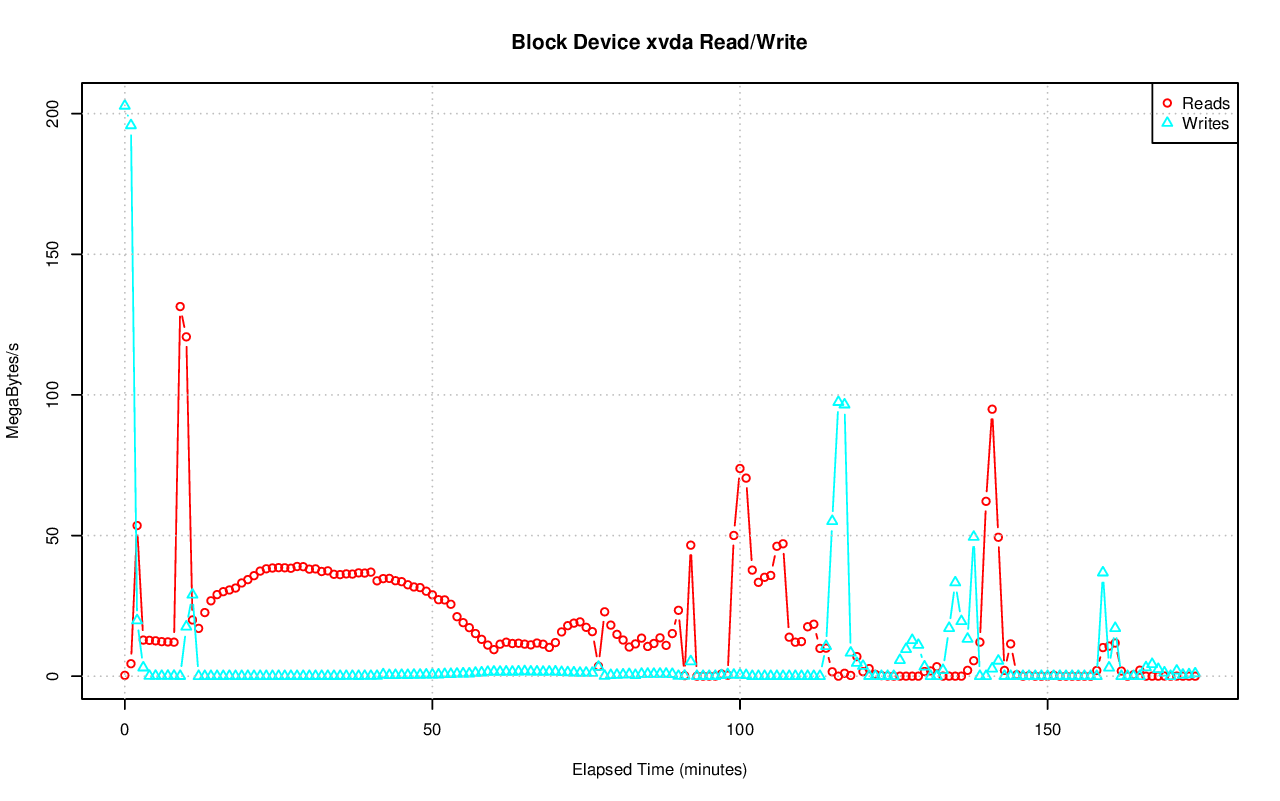 Block Device xvda Read/Write
Reads
Writes
MegaBytes/s
200
150
100
50
0
0 50 100 150
Elapsed Time (minutes)